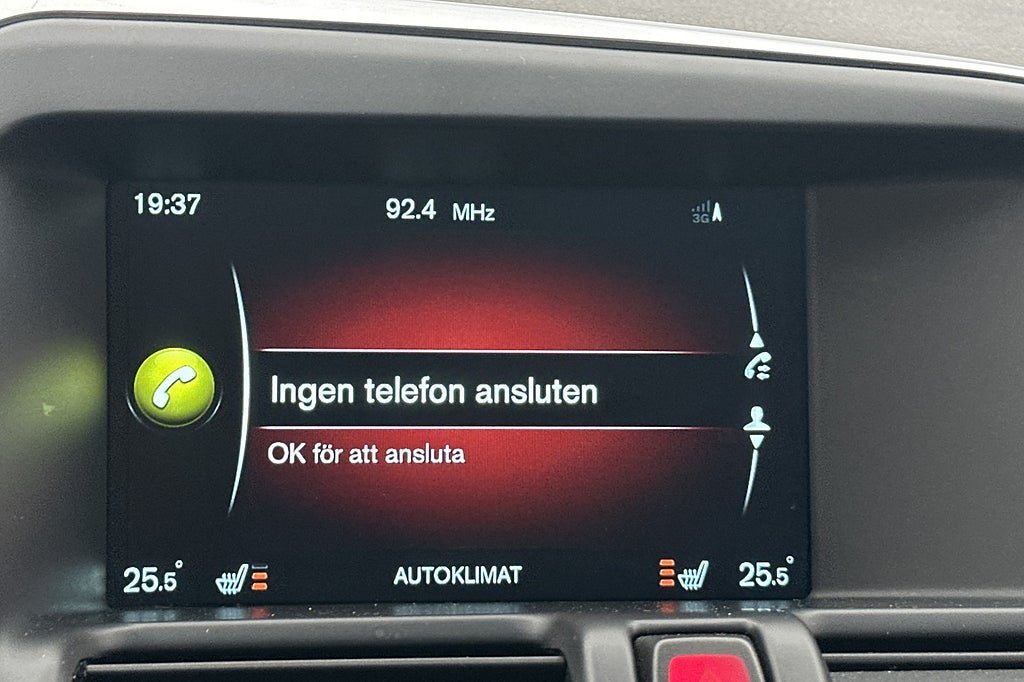 19:37
92.4 MHz
3G
Ingen telefon ansluten
OK för att ansluta
25.5°
AUTOKLIMAT
25.5°